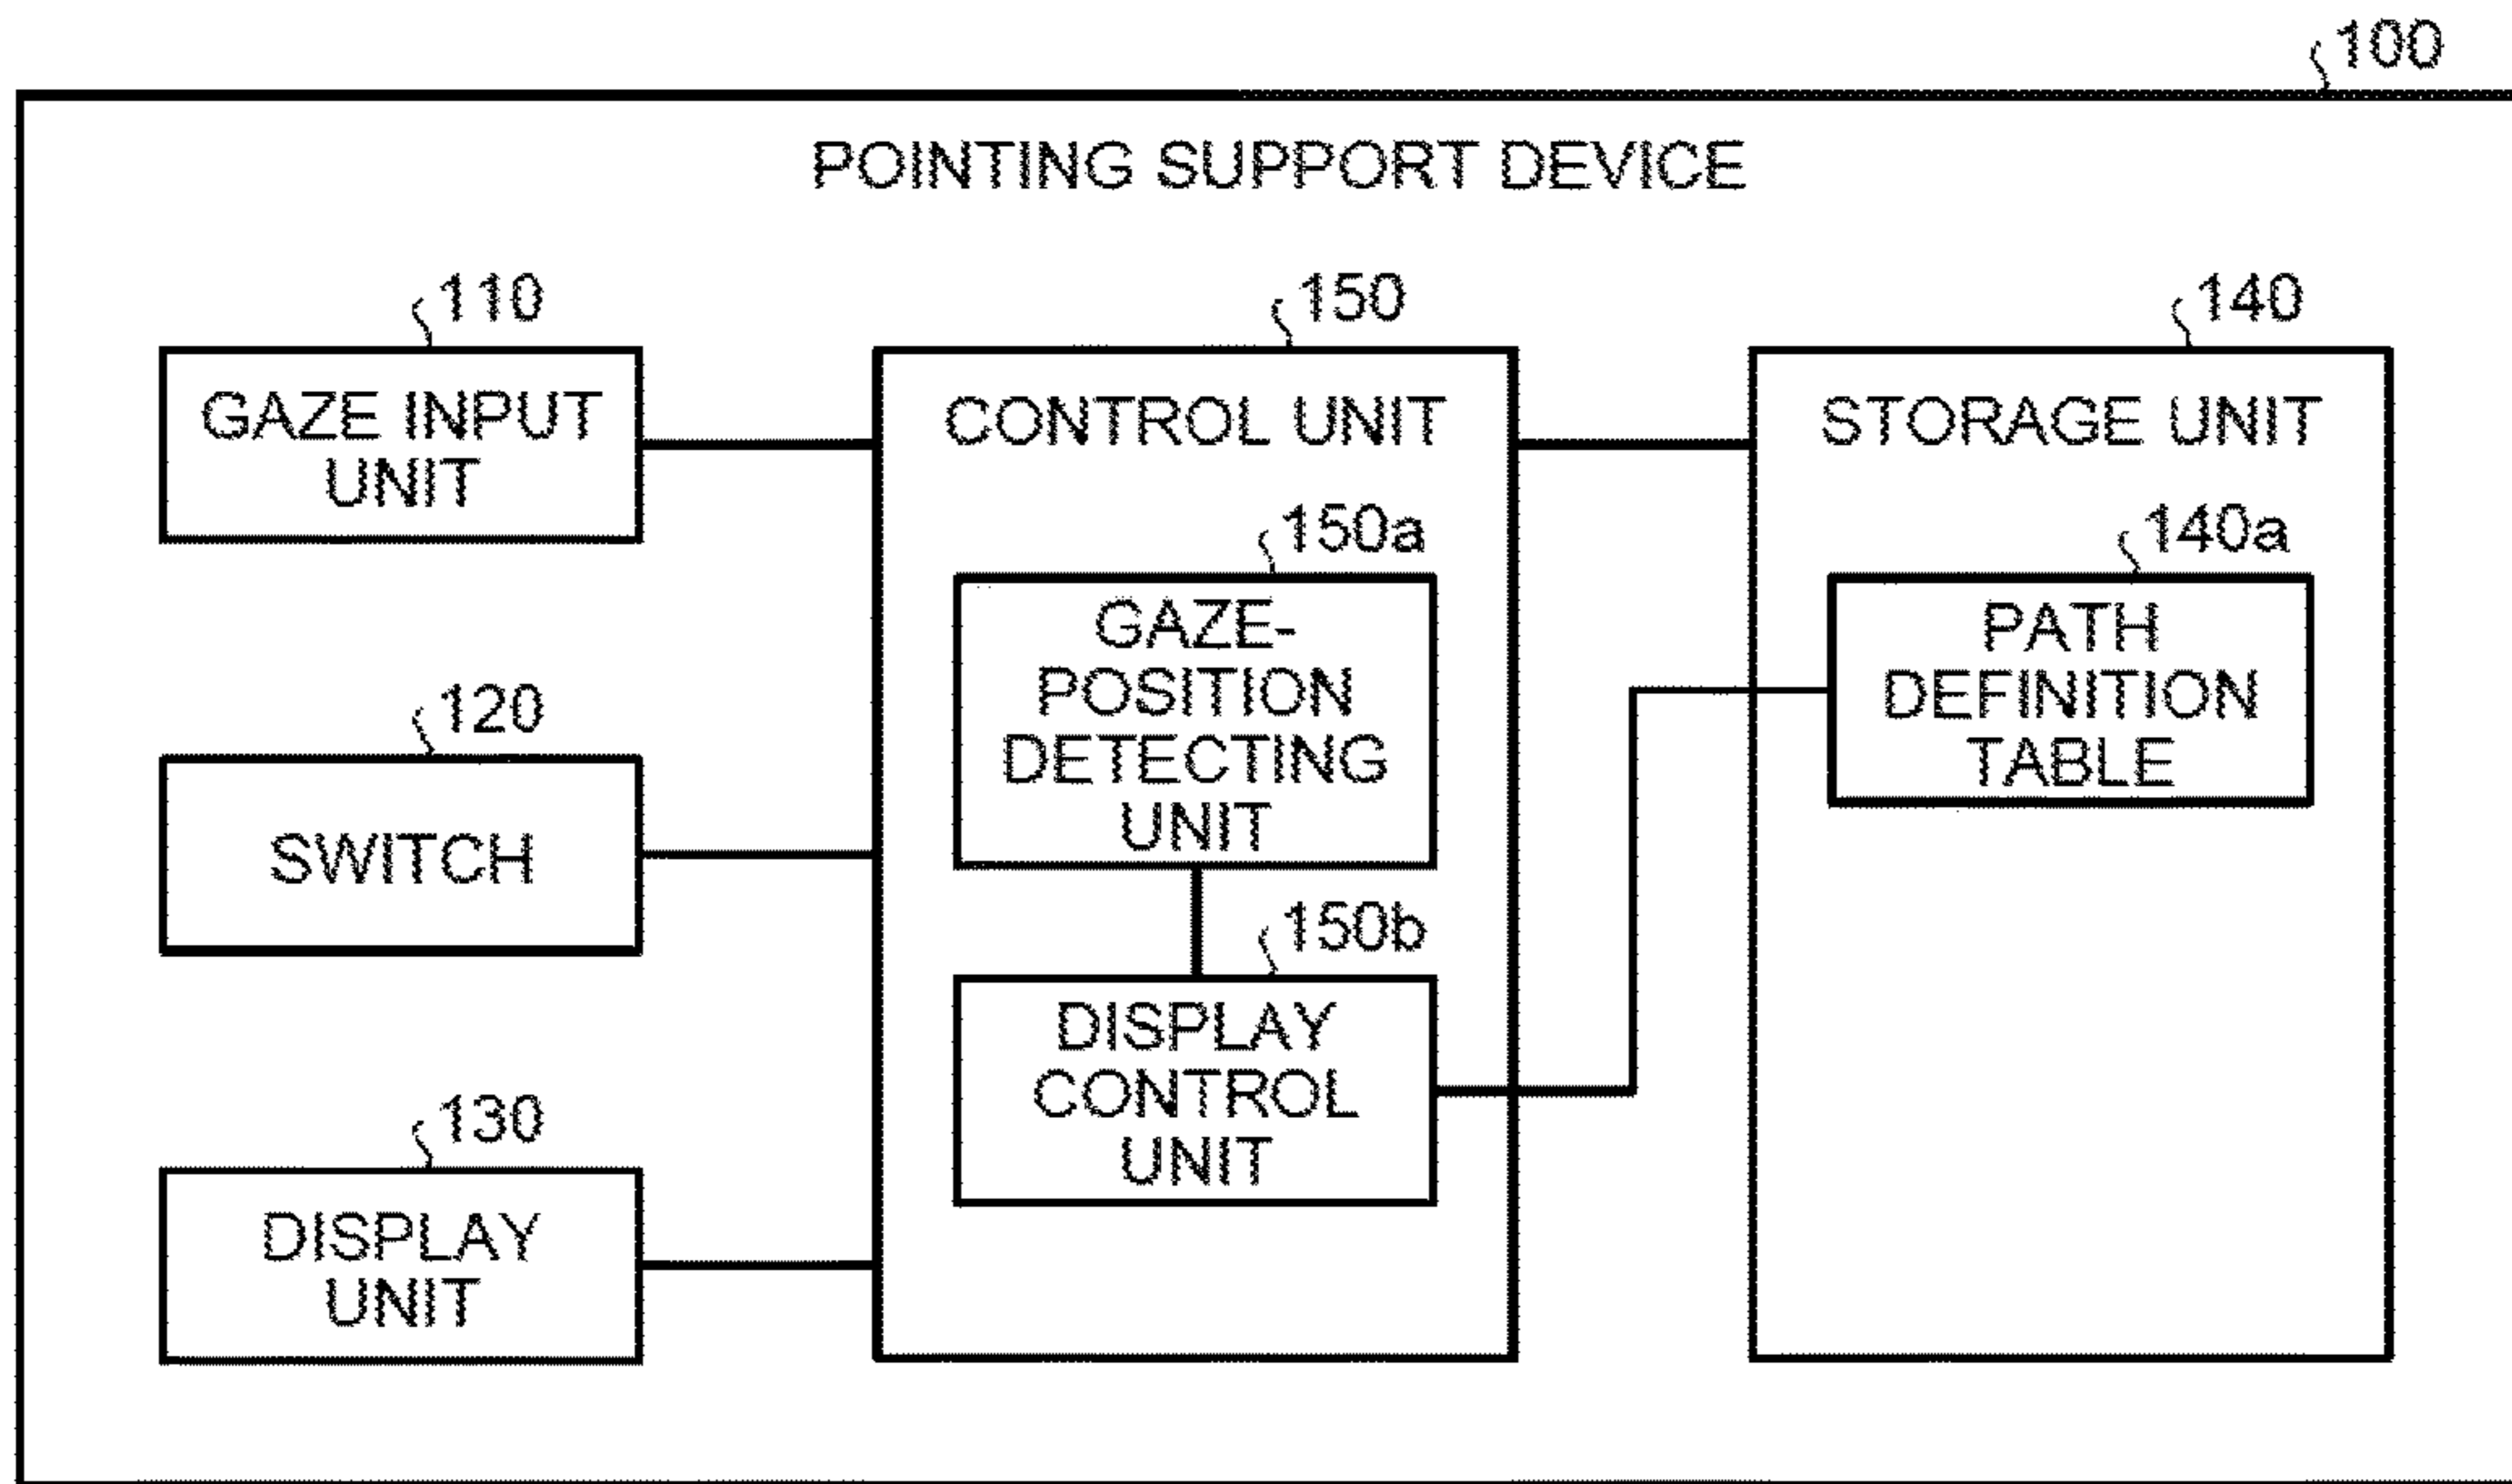 100
POINTING SUPPORT DEVICE
110
GAZE INPUT
UNIT
120
SWITCH
130
DISPLAY
UNIT
150
CONTROL UNIT
150a
GAZE-
POSITION
DETECTING
UNIT
150b
DISPLAY
CONTROL
UNIT
140
STORAGE UNIT
140a
PATH
DEFINITION
TABLE